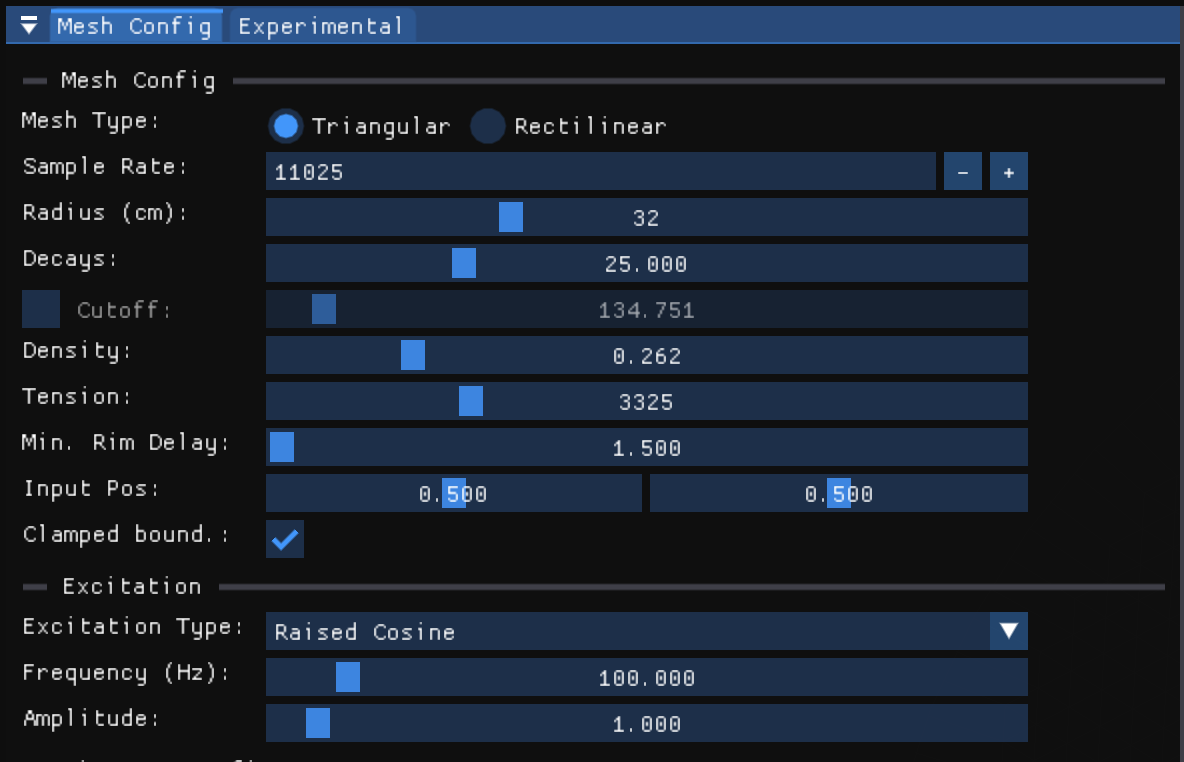 Mesh Config Experimental
Mesh Config
Mesh Type: Triangular Rectilinear
Sample Rate: 11025 - +
Radius (cm): 32
Decays: 25.000
Cutoff: 134.751
Density: 0.262
Tension: 3325
Min. Rim Delay: 1.500
Input Pos: 0.500 0.500
Clamped bound.:
Excitation
Excitation Type: Raised Cosine
Frequency (Hz): 100.000
Amplitude: 1.000